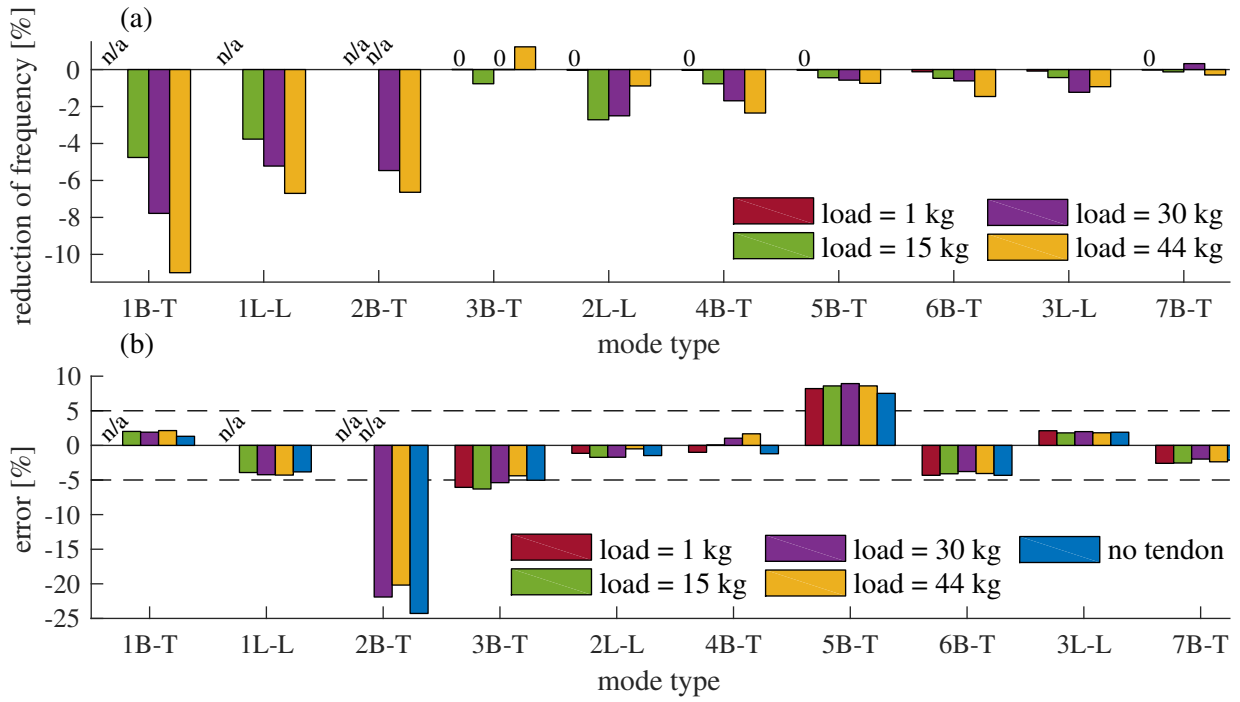 (a)
reduction of frequency [%]
n/a n/a n/a n/a 0 0 0 0 0 0
0
-2
-4
-6
-8
-10
load = 1 kg load = 30 kg
load = 15 kg load = 44 kg
1B-T 1L-L 2B-T 3B-T 2L-L 4B-T 5B-T 6B-T 3L-L 7B-T
mode type
(b)
error [%]
10
5
0
-5
-10
-15
-20
-25
n/a n/a n/a n/a
load = 1 kg load = 30 kg no tendon
load = 15 kg load = 44 kg
1B-T 1L-L 2B-T 3B-T 2L-L 4B-T 5B-T 6B-T 3L-L 7B-T
mode type